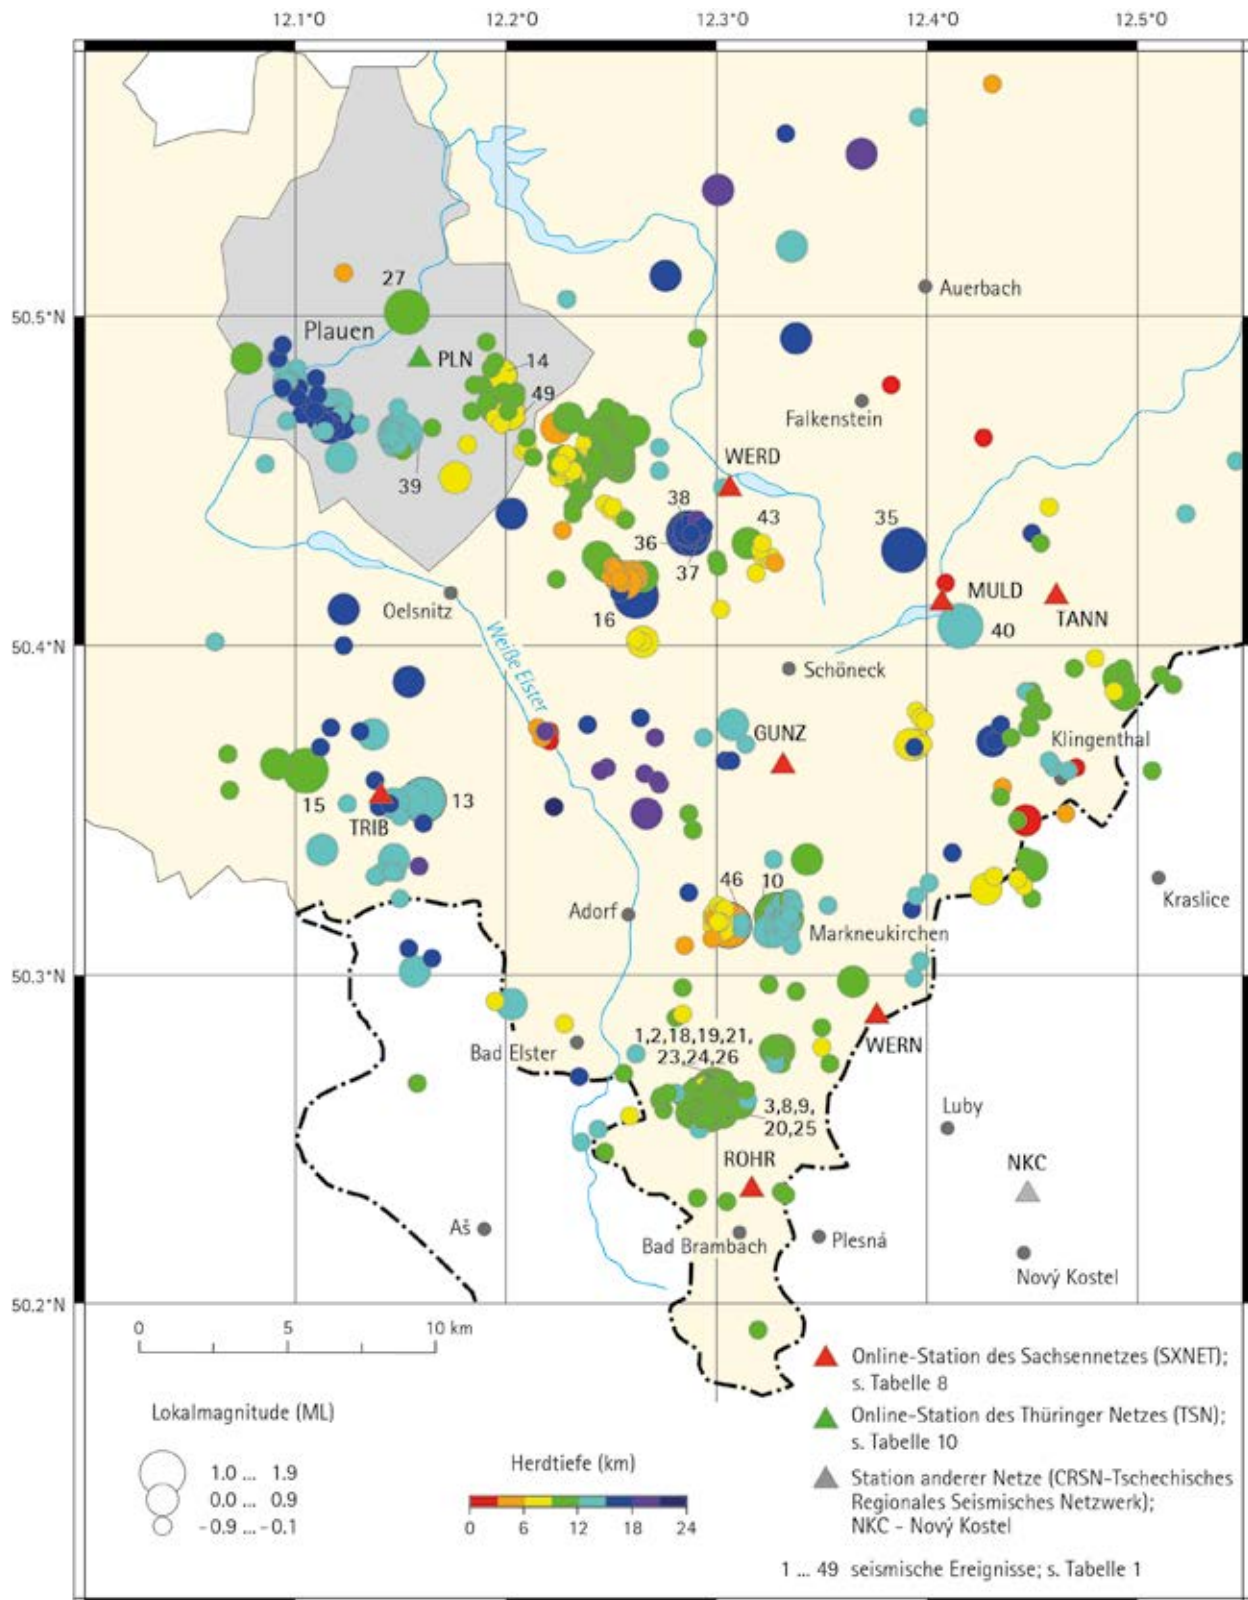 12.1°O 12.2°O 12.3°O 12.4°O 12.5°O
27
Auerbach
50.5°N
Plauen
PLN
14
49
Falkenstein
WERD
39
38
43
35
36
37
MULD
TANN
Oelsnitz
16
40
50.4°N
Weiße Elster
Schöneck
GUNZ
Klingenthal
15
13
TRIB
46
10
Kraslice
Adorf
Markneukirchen
50.3°N
1,2,18,19,21,
23,24,26
WERN
Bad Elster
3,8,9,
20,25
Luby
ROHR
NKC
Aš
Bad Brambach
Plesná
Nový Kostel
50.2°N
0 5 10 km
Online-Station des Sachsennetzes (SXNET);
s. Tabelle 8
Lokalmagnitude (ML)
Online-Station des Thüringer Netzes (TSN);
s. Tabelle 10
1.0 ... 1.9
0.0 ... 0.9
-0.9 ... -0.1
Herdtiefe (km)
0 6 12 18 24
Station anderer Netze (CRSN-Tschechisches
Regionales Seismisches Netzwerk);
NKC - Nový Kostel
1 ... 49 seismische Ereignisse; s. Tabelle 1